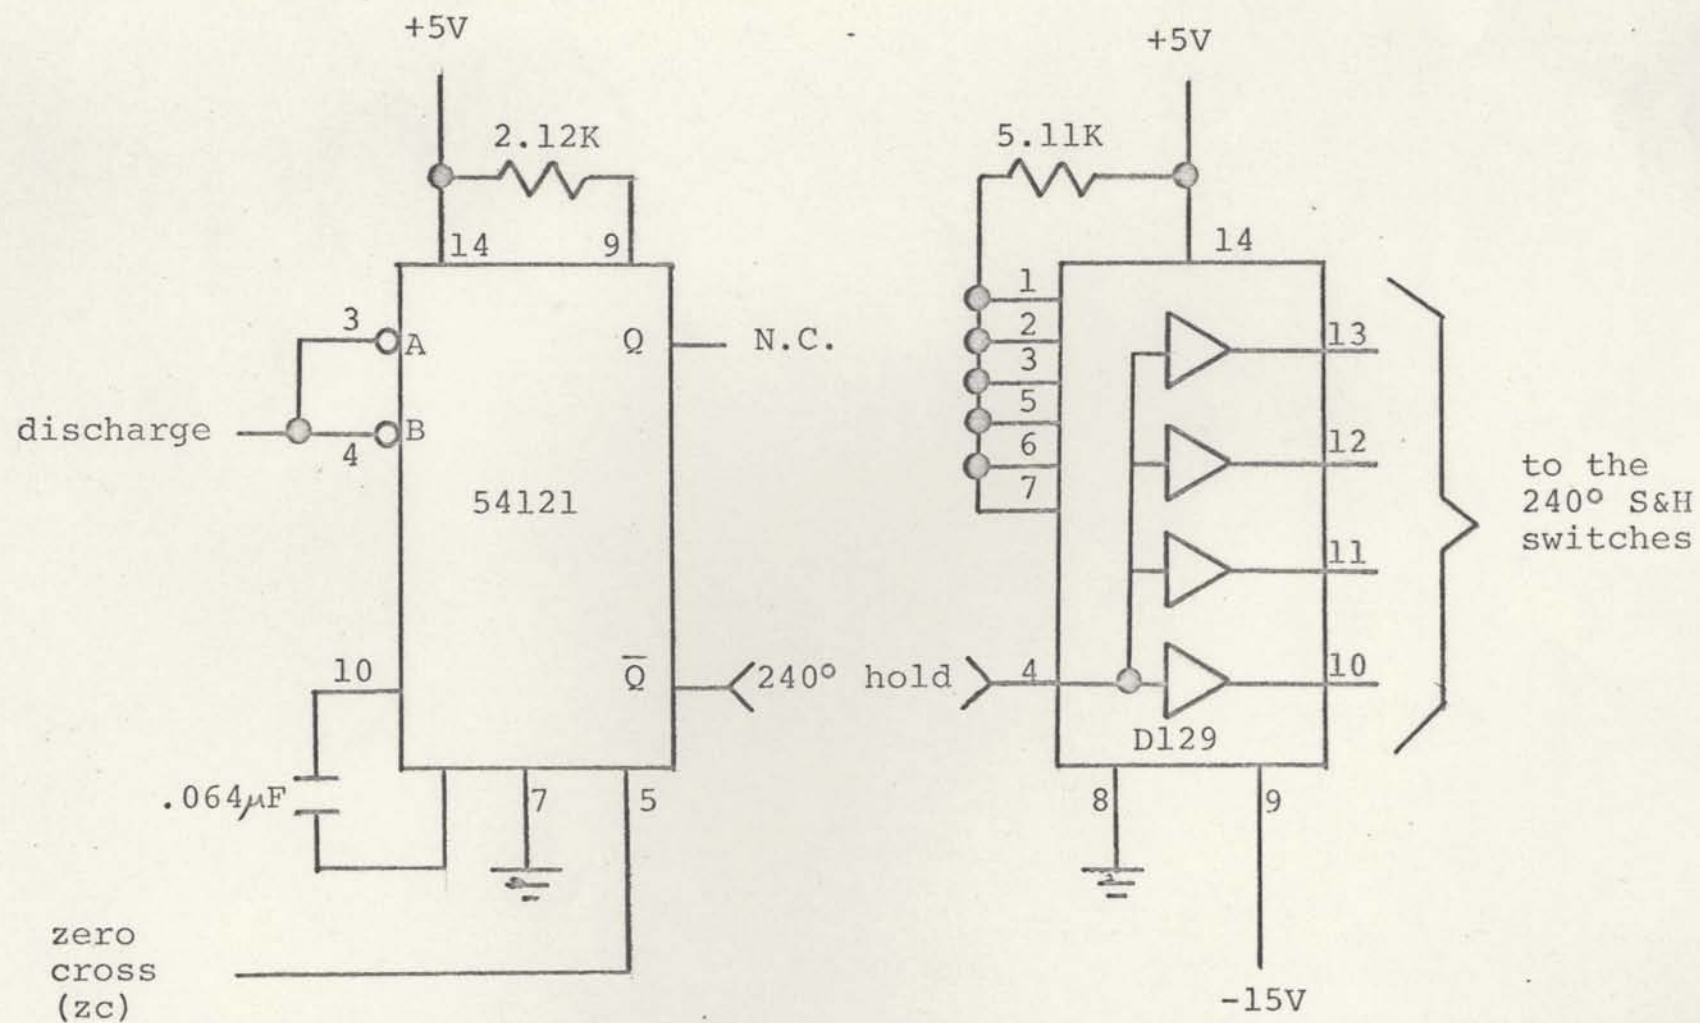 +5V
+5V
2.12K
5.11K
14
9
14
3
A
Q
N.C.
1
2
3
5
6
7
13
12
11
10
discharge
4
B
54121
to the
240° S&H
switches
10
Q̅
240° hold
4
D129
.064µF
7
5
8
9
zero
cross
(zc)
-15V